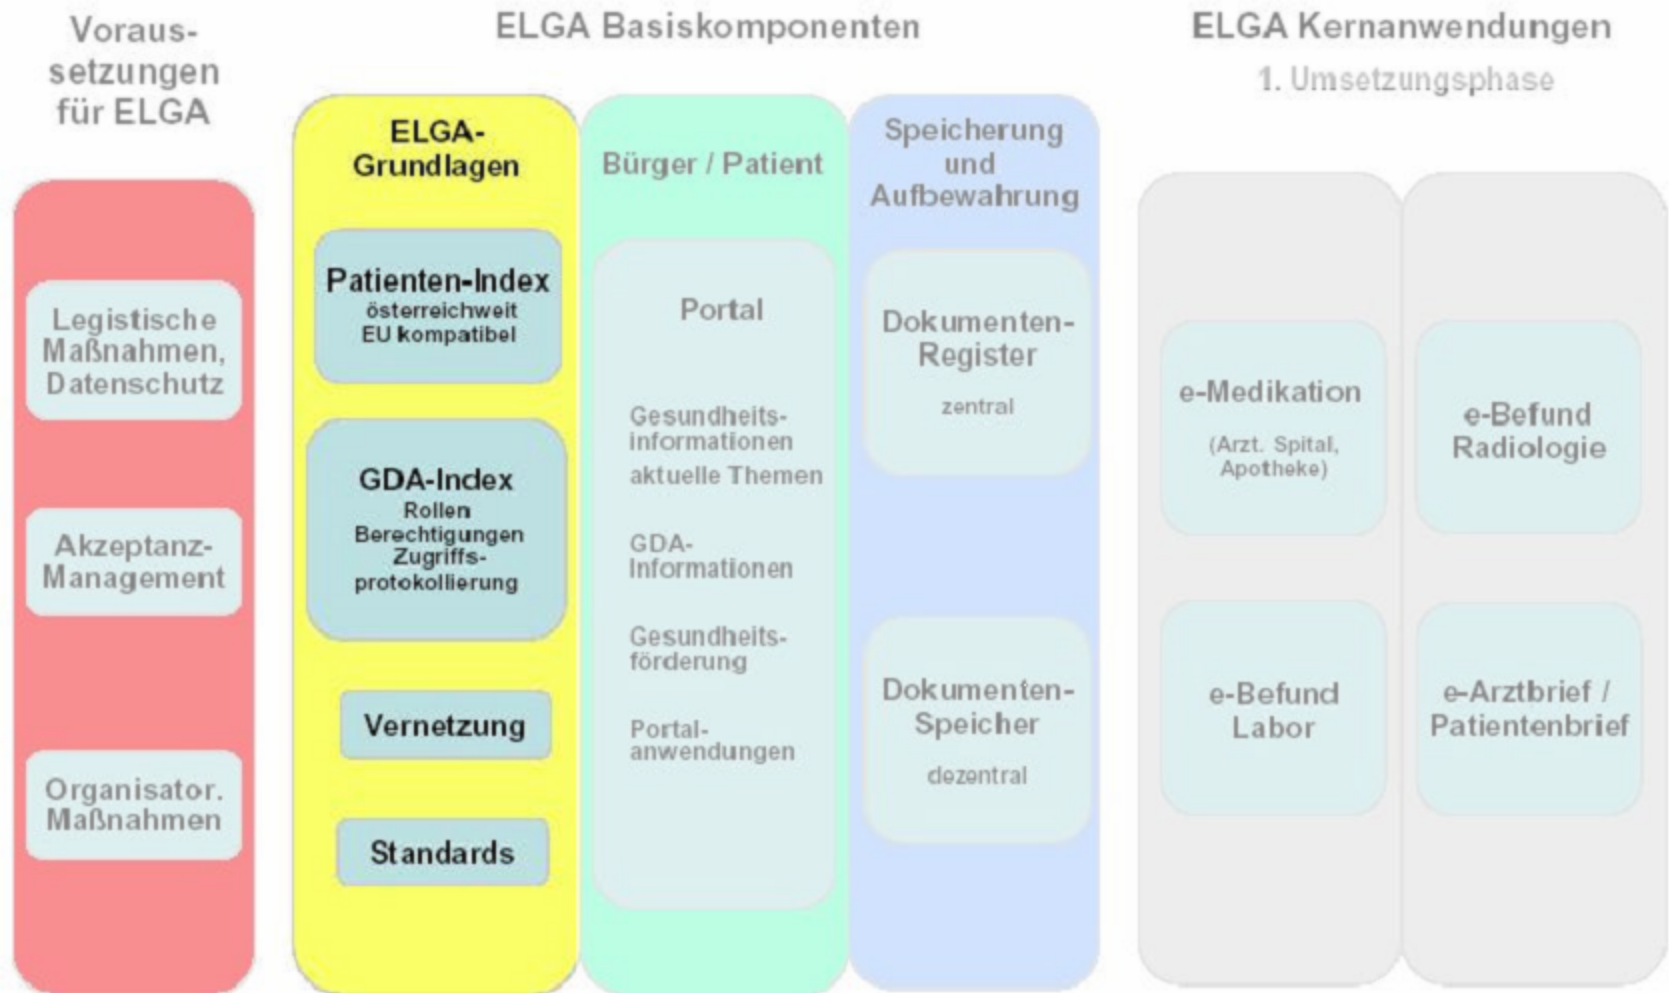 Voraus-
setzungen
für ELGA
Legistische
Maßnahmen,
Datenschutz
Akzeptanz-
Management
Organisator.
Maßnahmen
ELGA Basiskomponenten
ELGA-
Grundlagen
Patienten-Index
österreichweit
EU kompatibel
GDA-Index
Rollen
Berechtigungen
Zugriffs-
protokollierung
Vernetzung
Standards
Bürger / Patient
Portal
Gesundheits-
informationen
aktuelle Themen
GDA-
Informationen
Gesundheits-
förderung
Portal-
anwendungen
Speicherung
und
Aufbewahrung
Dokumenten-
Register
zentral
Dokumenten-
Speicher
dezentral
ELGA Kernanwendungen
1. Umsetzungsphase
e-Medikation
(Arzt. Spital,
Apotheke)
e-Befund
Labor
e-Befund
Radiologie
e-Arztbrief /
Patientenbrief